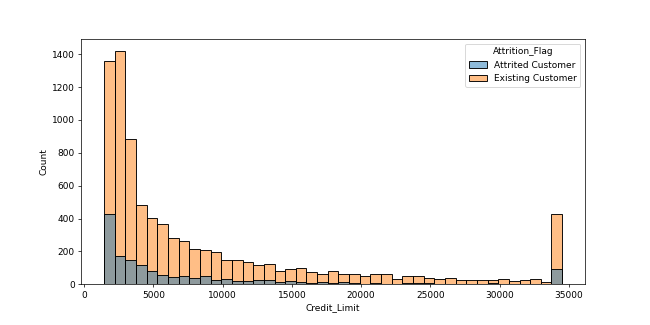 Attrition_Flag
Attrited Customer
Existing Customer
1400
1200
1000
800
600
400
200
0
Count
0 5000 10000 15000 20000 25000 30000 35000
Credit_Limit